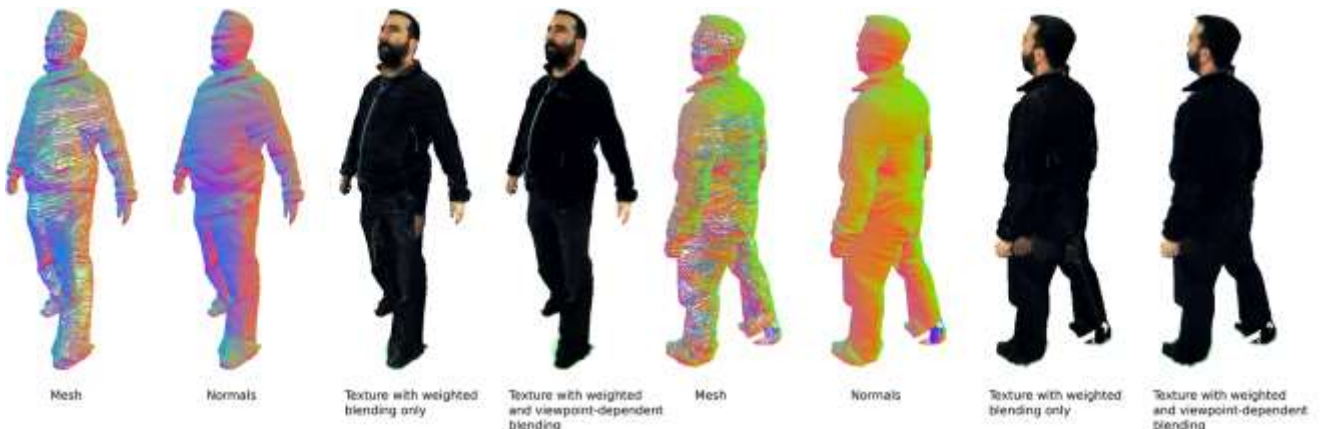 Mesh
Normals
Texture with weighted
blending only
Texture with weighted
and viewpoint-dependent
blending
Mesh
Normals
Texture with weighted
blending only
Texture with weighted
and viewpoint-dependent
blending